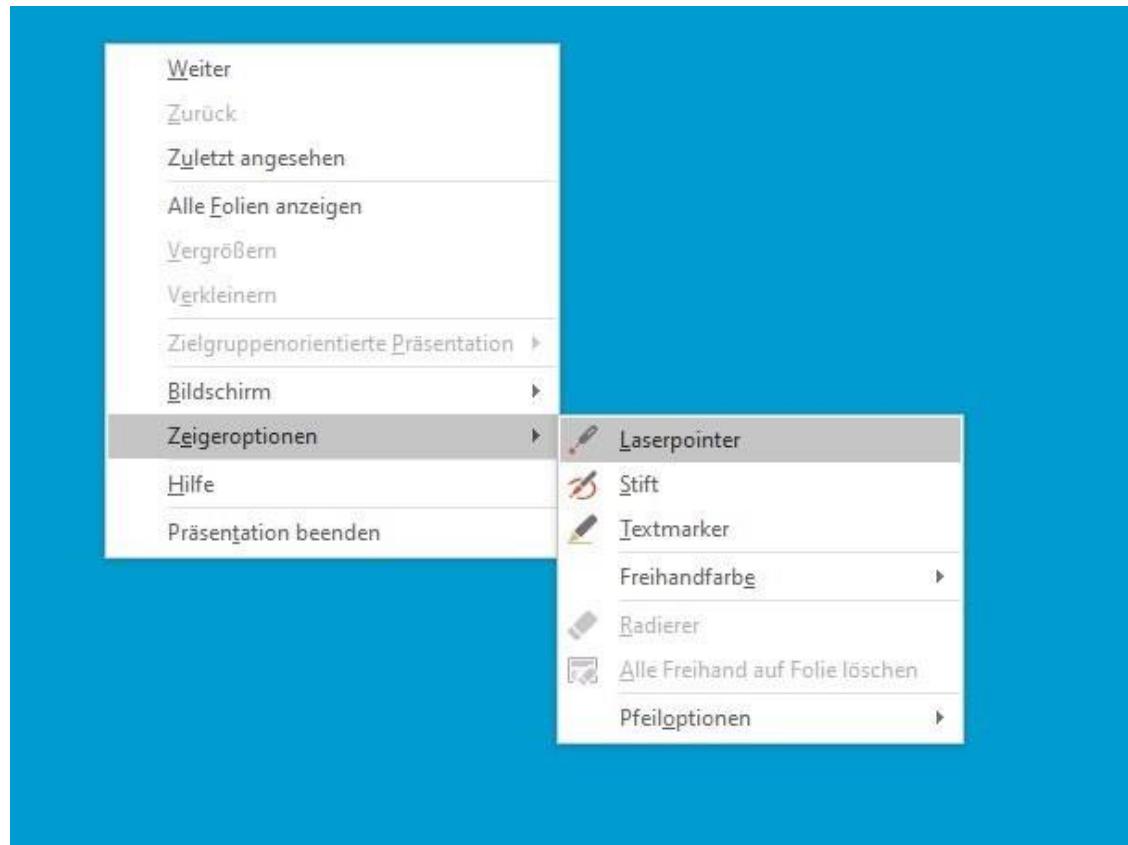 Weiter
Zurück
Zuletzt angesehen
Alle Folien anzeigen
Vergrößern
Verkleinern
Zielgruppenorientierte Präsentation
Bildschirm
Zeigeroptionen
Hilfe
Präsentation beenden
Laserpointer
Stift
Textmarker
Freihandfarbe
Radierer
Alle Freihand auf Folie löschen
Pfeiloptionen